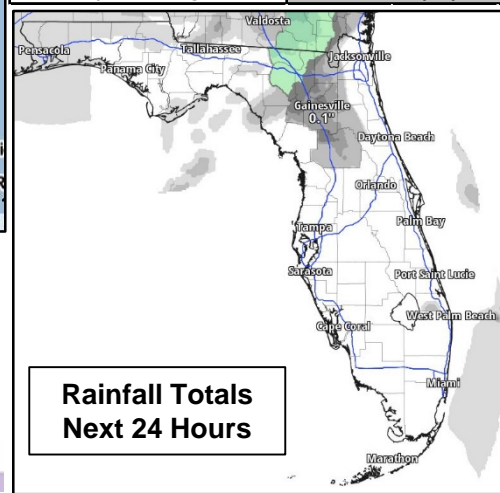 Valdosta
Pensacola
Tallahassee
Jacksonville
Panama City
Gainesville
0.1"
Daytona Beach
Orlando
Tampa
Palm Bay
Sarasota
Port Saint Lucie
West Palm Beach
Cape Coral
Miami
Marathon
Rainfall Totals
Next 24 Hours